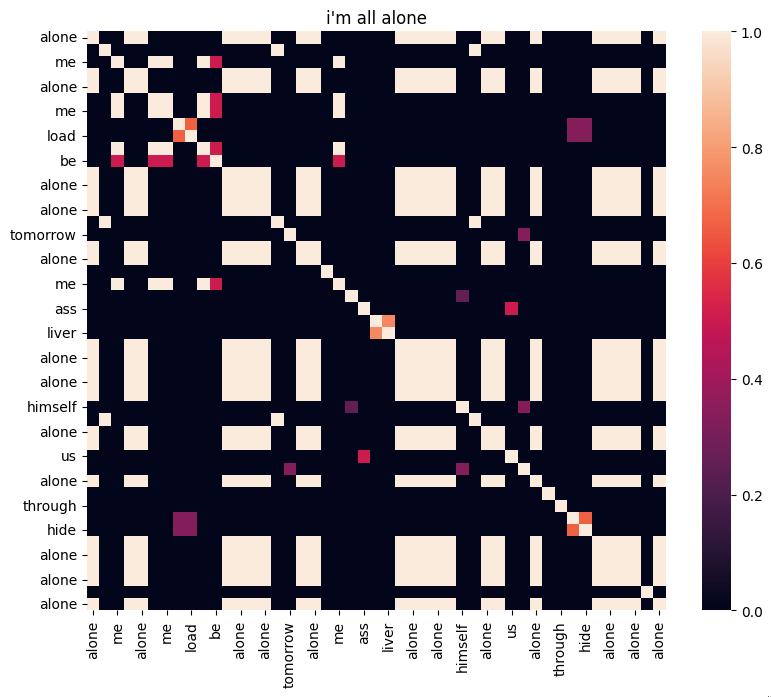 i'm all alone
alone
me
alone
me
load
be
alone
alone
tomorrow
alone
me
ass
liver
alone
alone
himself
alone
us
alone
through
hide
alone
alone
alone
alone
me
alone
me
load
be
alone
alone
tomorrow
alone
me
ass
liver
alone
alone
himself
alone
us
alone
through
hide
alone
alone
alone
1.0
0.8
0.6
0.4
0.2
0.0